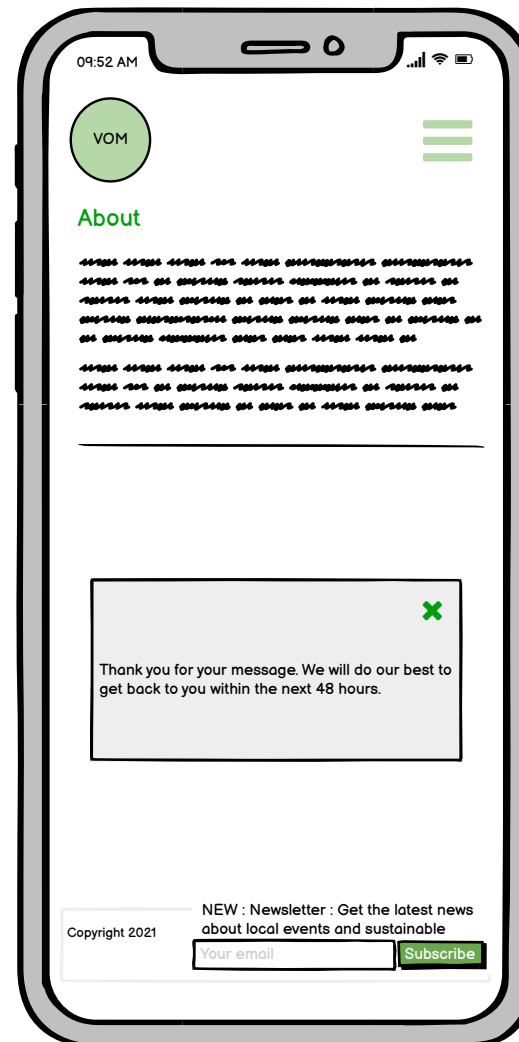 09:52 AM
VOM
About
Thank you for your message. We will do our best to
get back to you within the next 48 hours.
NEW : Newsletter : Get the latest news
about local events and sustainable
Copyright 2021
Your email
Subscribe